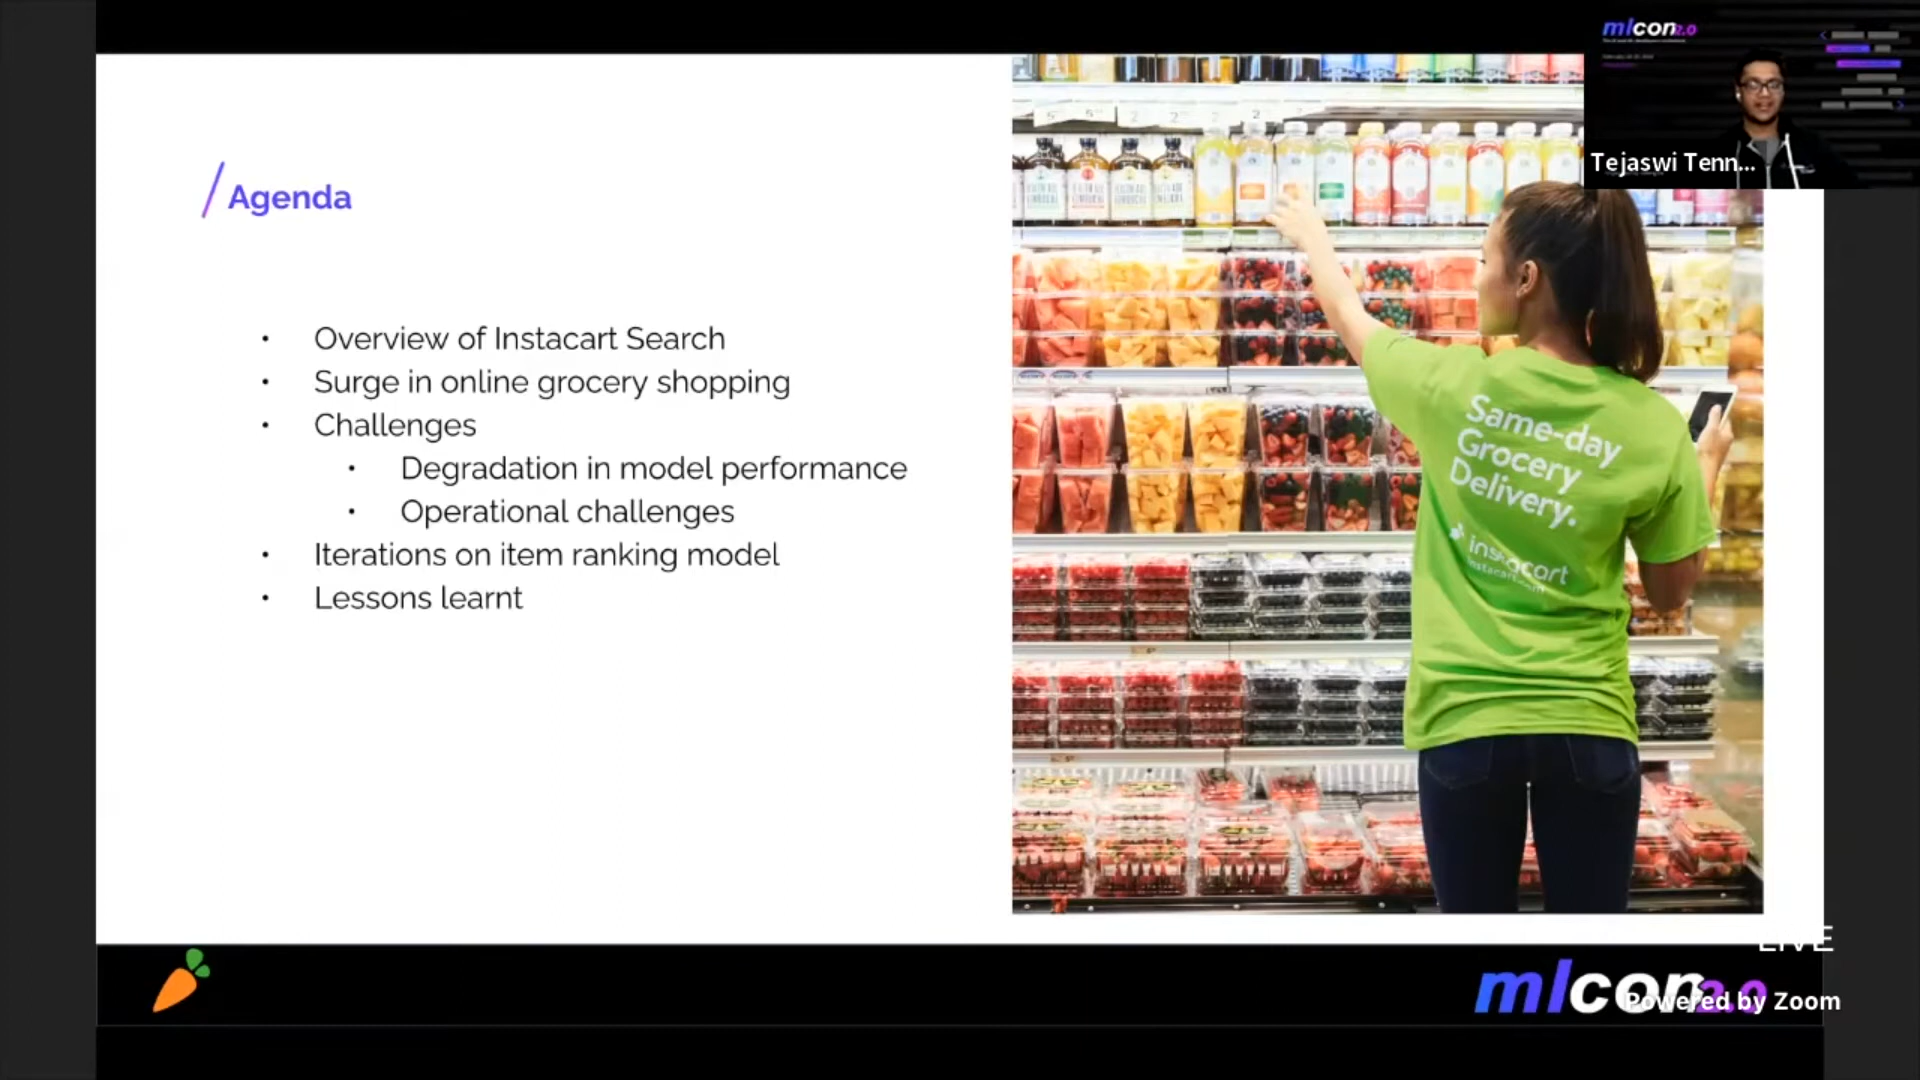 mlcon2.0
Tejaswi Tenn...
Agenda
• Overview of Instacart Search
• Surge in online grocery shopping
• Challenges
• Degradation in model performance
• Operational challenges
• Iterations on item ranking model
• Lessons learnt
Same-day
Grocery
Delivery.
instacart
LIVE
mlcon2.0
Powered by Zoom